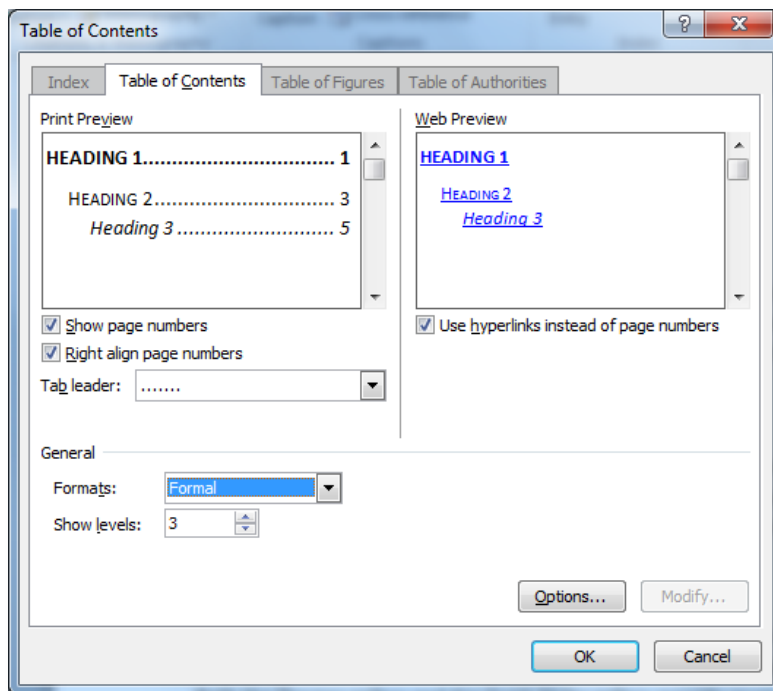 Table of Contents
Index
Table of Contents
Table of Figures
Table of Authorities
Print Preview
HEADING 1.................................. 1
HEADING 2............................. 3
Heading 3 ........................... 5
Web Preview
HEADING 1
HEADING 2
Heading 3
Show page numbers
Right align page numbers
Tab leader: .......
Use hyperlinks instead of page numbers
General
Formats: Formal
Show levels: 3
Options...
Modify...
OK
Cancel